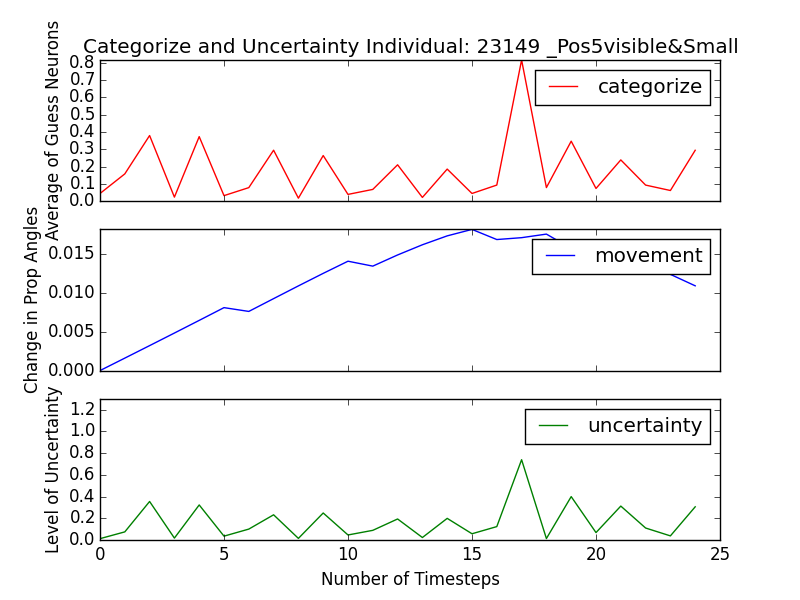 Categorize and Uncertainty Individual: 23149 _Pos5visible&Small
Average of Guess Neurons
0.8
0.7
0.6
0.5
0.4
0.3
0.2
0.1
0.0
categorize
Change in Prop Angles
0.015
0.010
0.005
0.000
movement
Level of Uncertainty
1.2
1.0
0.8
0.6
0.4
0.2
0.0
uncertainty
0 5 10 15 20 25
Number of Timesteps